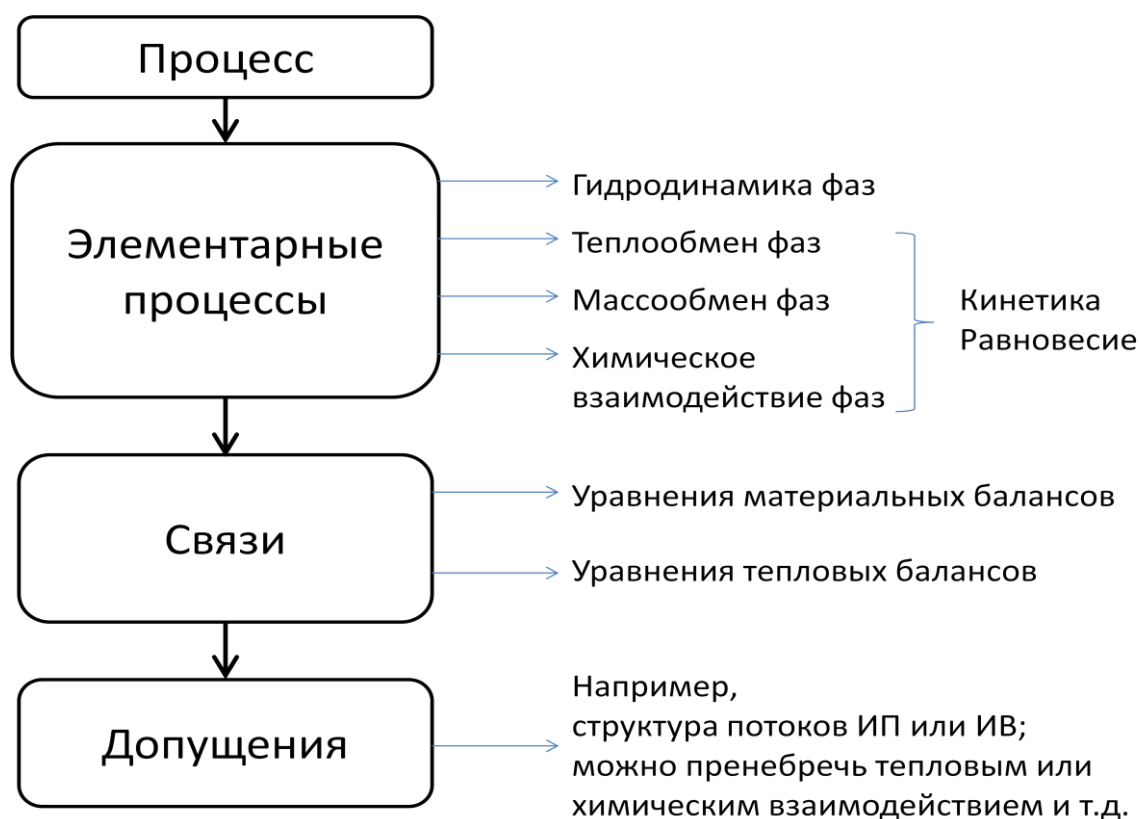 Процесс
Элементарные
процессы
Гидродинамика фаз
Теплообмен фаз
Массообмен фаз
Химическое
взаимодействие фаз
Кинетика
Равновесие
Связи
Уравнения материальных балансов
Уравнения тепловых балансов
Допущения
Например,
структура потоков ИП или ИВ;
можно пренебречь тепловым или
химическим взаимодействием и т.д.